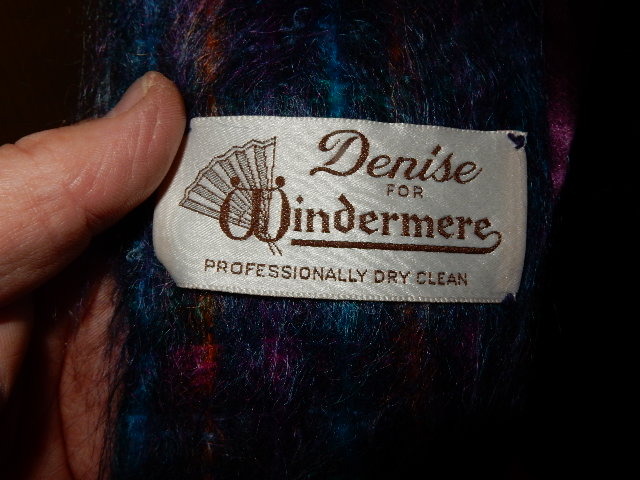 Denise
FOR
Windermere
PROFESSIONALLY DRY CLEAN